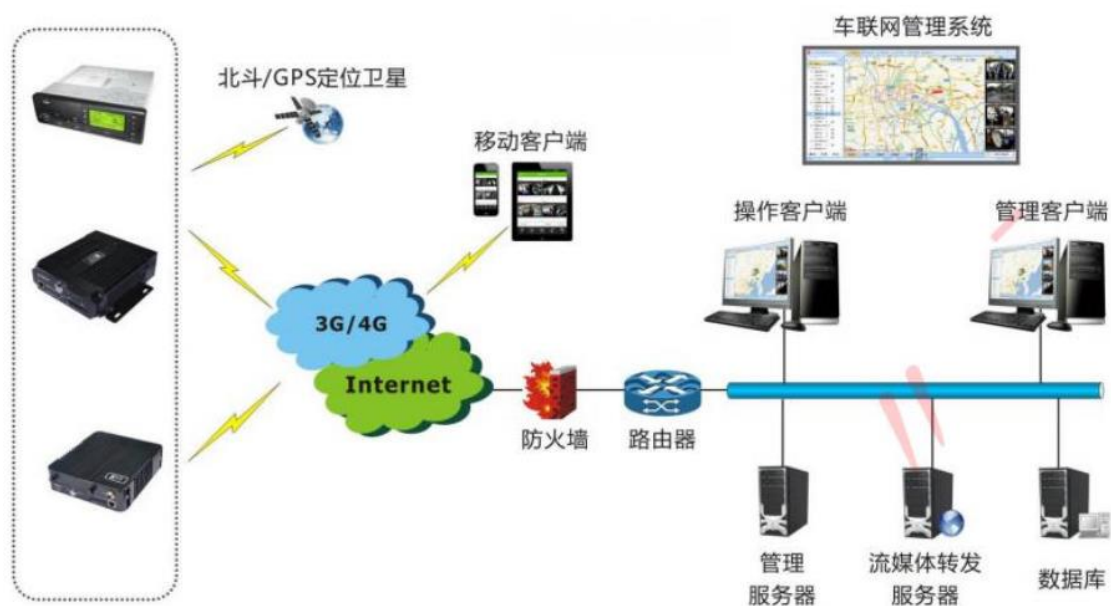 车联网管理系统
北斗/GPS定位卫星
移动客户端
操作客户端
管理客户端
3G/4G
Internet
防火墙
路由器
管理
服务器
流媒体转发
服务器
数据库